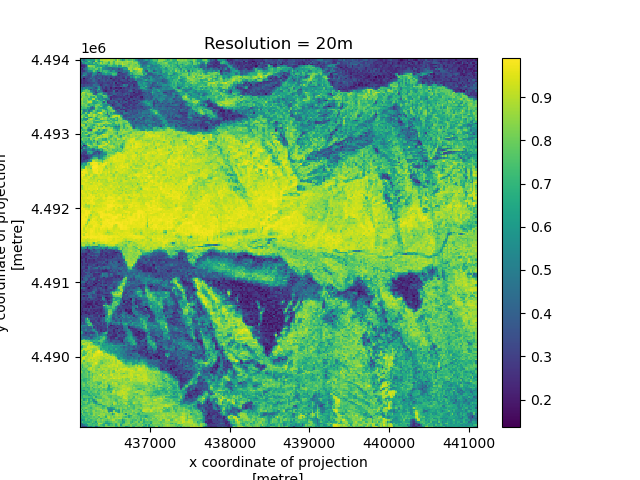 Resolution = 20m
1e6
4.494
4.493
4.492
4.491
4.490
y coordinate of projection
[metre]
437000 438000 439000 440000 441000
x coordinate of projection
[metre]
0.9
0.8
0.7
0.6
0.5
0.4
0.3
0.2